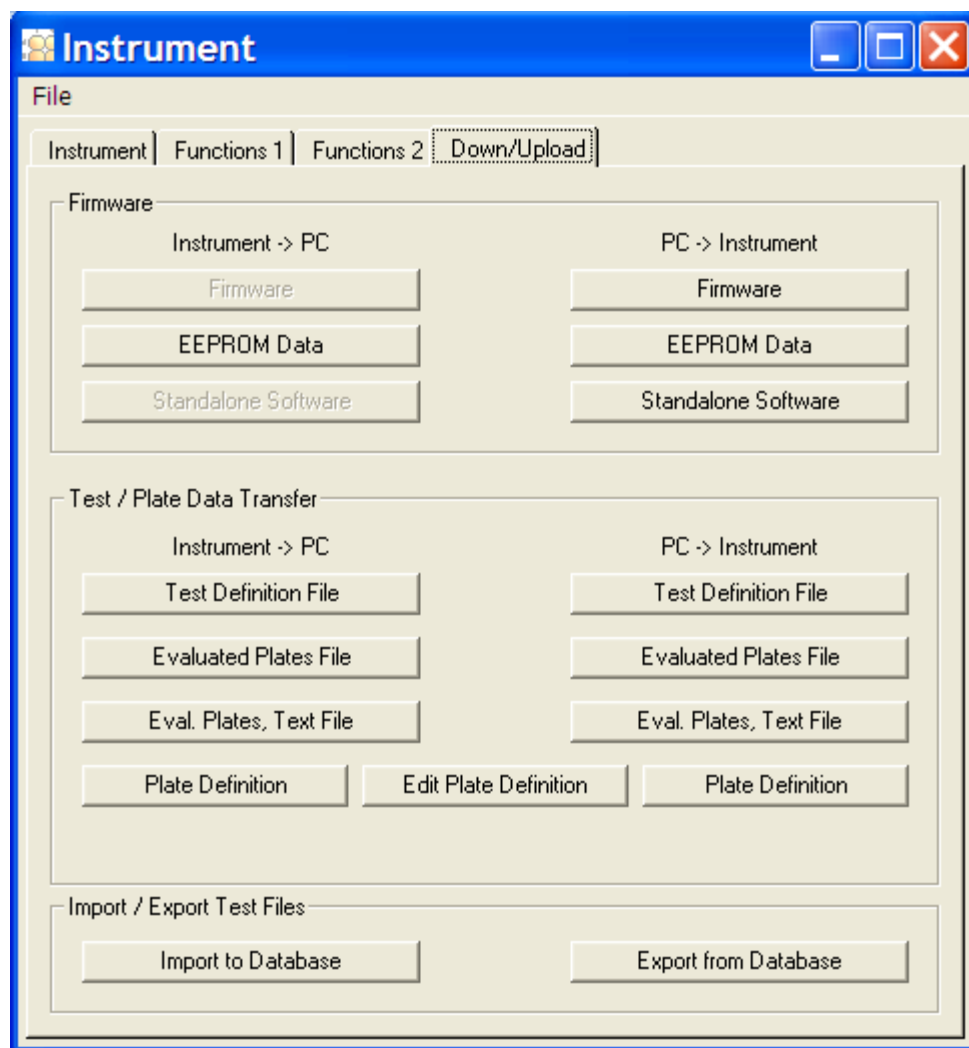 Instrument
File
Instrument Functions 1 Functions 2 Down/Upload
Firmware
Instrument -> PC PC -> Instrument
Firmware Firmware
EEPROM Data EEPROM Data
Standalone Software Standalone Software
Test / Plate Data Transfer
Instrument -> PC PC -> Instrument
Test Definition File Test Definition File
Evaluated Plates File Evaluated Plates File
Eval. Plates, Text File Eval. Plates, Text File
Plate Definition Edit Plate Definition Plate Definition
Import / Export Test Files
Import to Database Export from Database